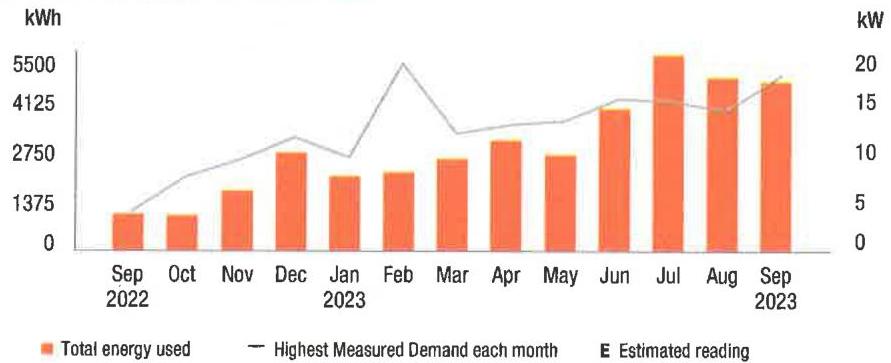 kWh kW
5500 20
4125 15
2750 10
1375 5
0 0
Sep Oct Nov Dec Jan Feb Mar Apr May Jun Jul Aug Sep
2022 2023 2023
Total energy used Highest Measured Demand each month E Estimated reading